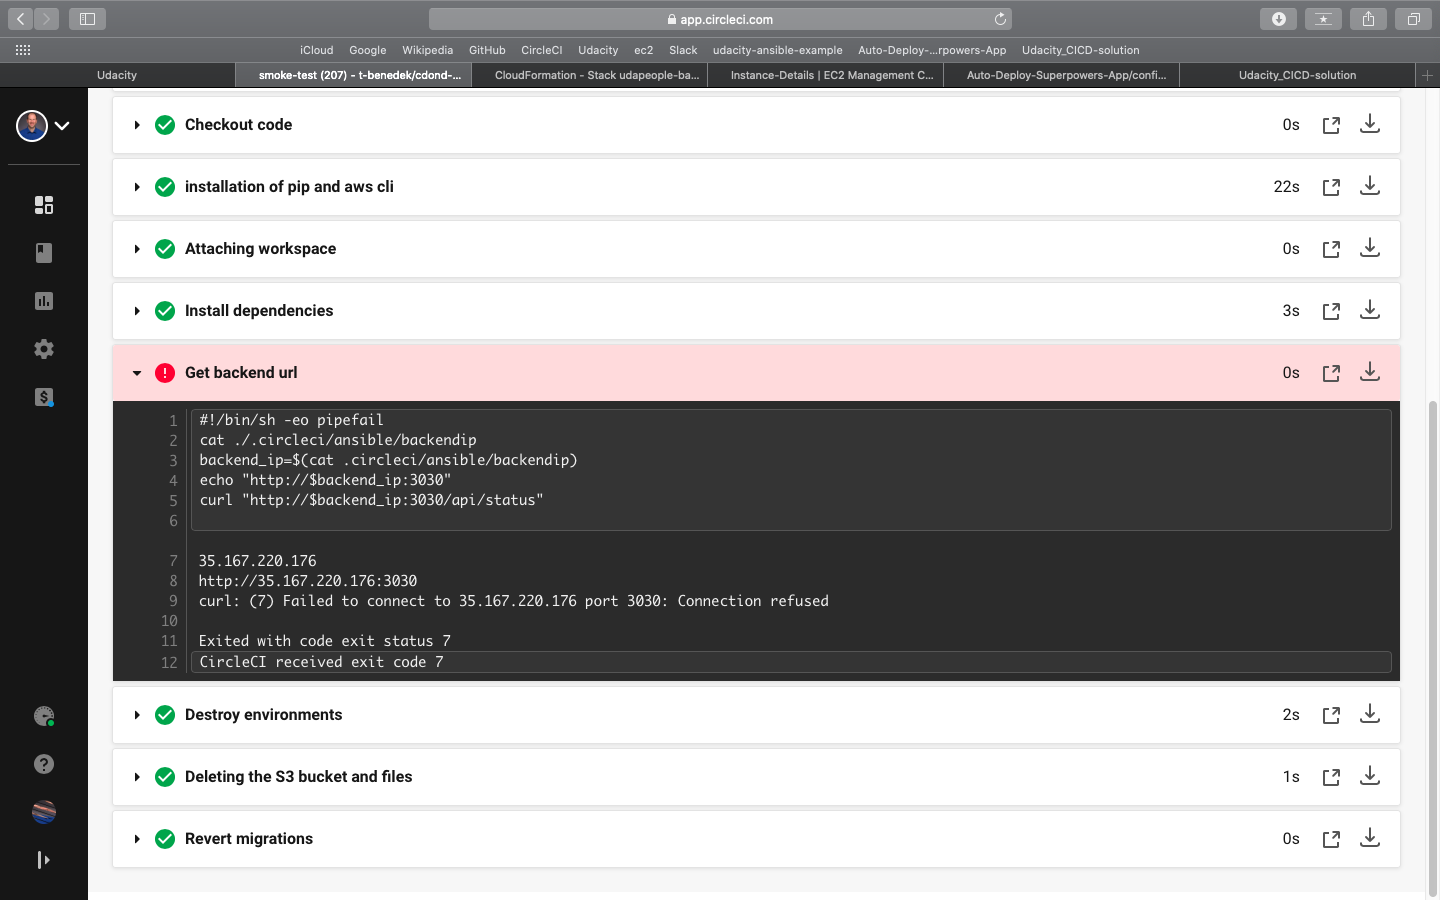 app.circleci.com
iCloud Google Wikipedia GitHub CircleCI Udacity ec2 Slack udacity-ansible-example Auto-Deploy-...rpowers-App Udacity_CICD-solution
Udacity smoke-test (207) - t-benedek/cdond-... CloudFormation - Stack udapeople-ba... Instance-Details | EC2 Management C... Auto-Deploy-Superpowers-App/confi... Udacity_CICD-solution
Checkout code 0s
installation of pip and aws cli 22s
Attaching workspace 0s
Install dependencies 3s
Get backend url 0s
1 #!/bin/sh -eo pipefail
2 cat ./.circleci/ansible/backendip
3 backend_ip=$(cat .circleci/ansible/backendip)
4 echo "http://$backend_ip:3030"
5 curl "http://$backend_ip:3030/api/status"
6
7 35.167.220.176
8 http://35.167.220.176:3030
9 curl: (7) Failed to connect to 35.167.220.176 port 3030: Connection refused
10
11 Exited with code exit status 7
12 CircleCI received exit code 7
Destroy environments 2s
Deleting the S3 bucket and files 1s
Revert migrations 0s